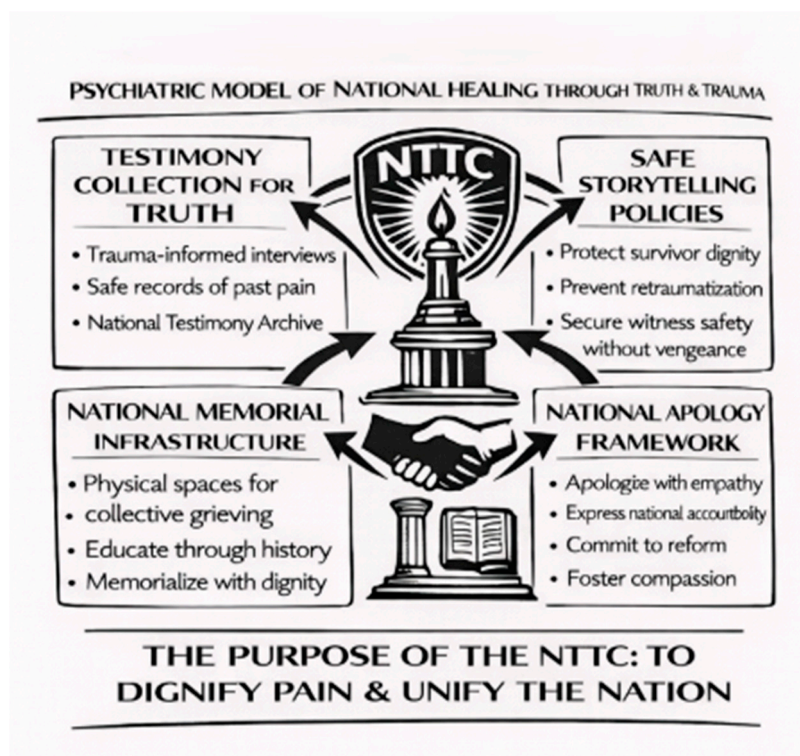 PSYCHIATRIC MODEL OF NATIONAL HEALING THROUGH TRUTH & TRAUMA
NTTC
TESTIMONY
COLLECTION FOR
TRUTH
• Trauma-informed interviews
• Safe records of past pain
• National Testimony Archive
SAFE
STORYTELLING
POLICIES
• Protect survivor dignity
• Prevent retraumatization
• Secure witness safety
without vengeance
NATIONAL MEMORIAL
INFRASTRUCTURE
• Physical spaces for
• collective grieving
• Educate through history
• Memorialize with dignity
NATIONAL APOLOGY
FRAMEWORK
• Apologie with empathy
• Express national accountbolity
• Commit to reform
• Foster compassion
THE PURPOSE OF THE NTTC: TO
DIGNIFY PAIN & UNIFY THE NATION